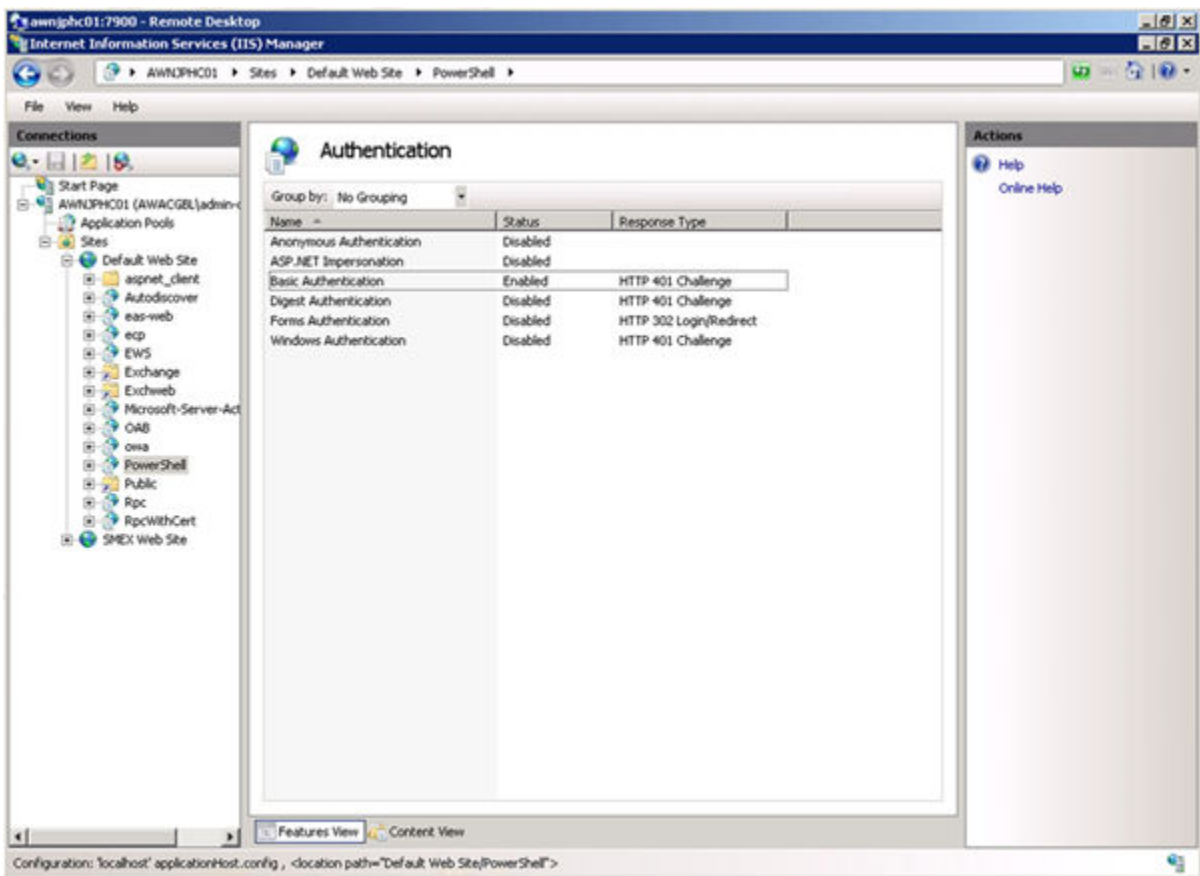 awnjphc01:7900 - Remote Desktop
Internet Information Services (IIS) Manager
AWNJPHC01 Sites Default Web Site PowerShell
File View Help
Connections
Start Page
AWNJPHC01 (AWACGBL\admin-c
Application Pools
Sites
Default Web Site
aspnet_client
Autodiscover
eas-web
ecp
EWS
Exchange
Exchweb
Microsoft-Server-Act
OAB
owa
PowerShell
Public
Rpc
RpcWithCert
SMEX Web Site
Authentication
Group by: No Grouping
Name Status Response Type
Anonymous Authentication Disabled
ASP.NET Impersonation Disabled
Basic Authentication Enabled HTTP 401 Challenge
Digest Authentication Disabled HTTP 401 Challenge
Forms Authentication Disabled HTTP 302 Login/Redirect
Windows Authentication Disabled HTTP 401 Challenge
Features View Content View
Actions
Help
Online Help
Configuration: 'localhost' applicationHost.config , <location path="Default Web Site/PowerShell">